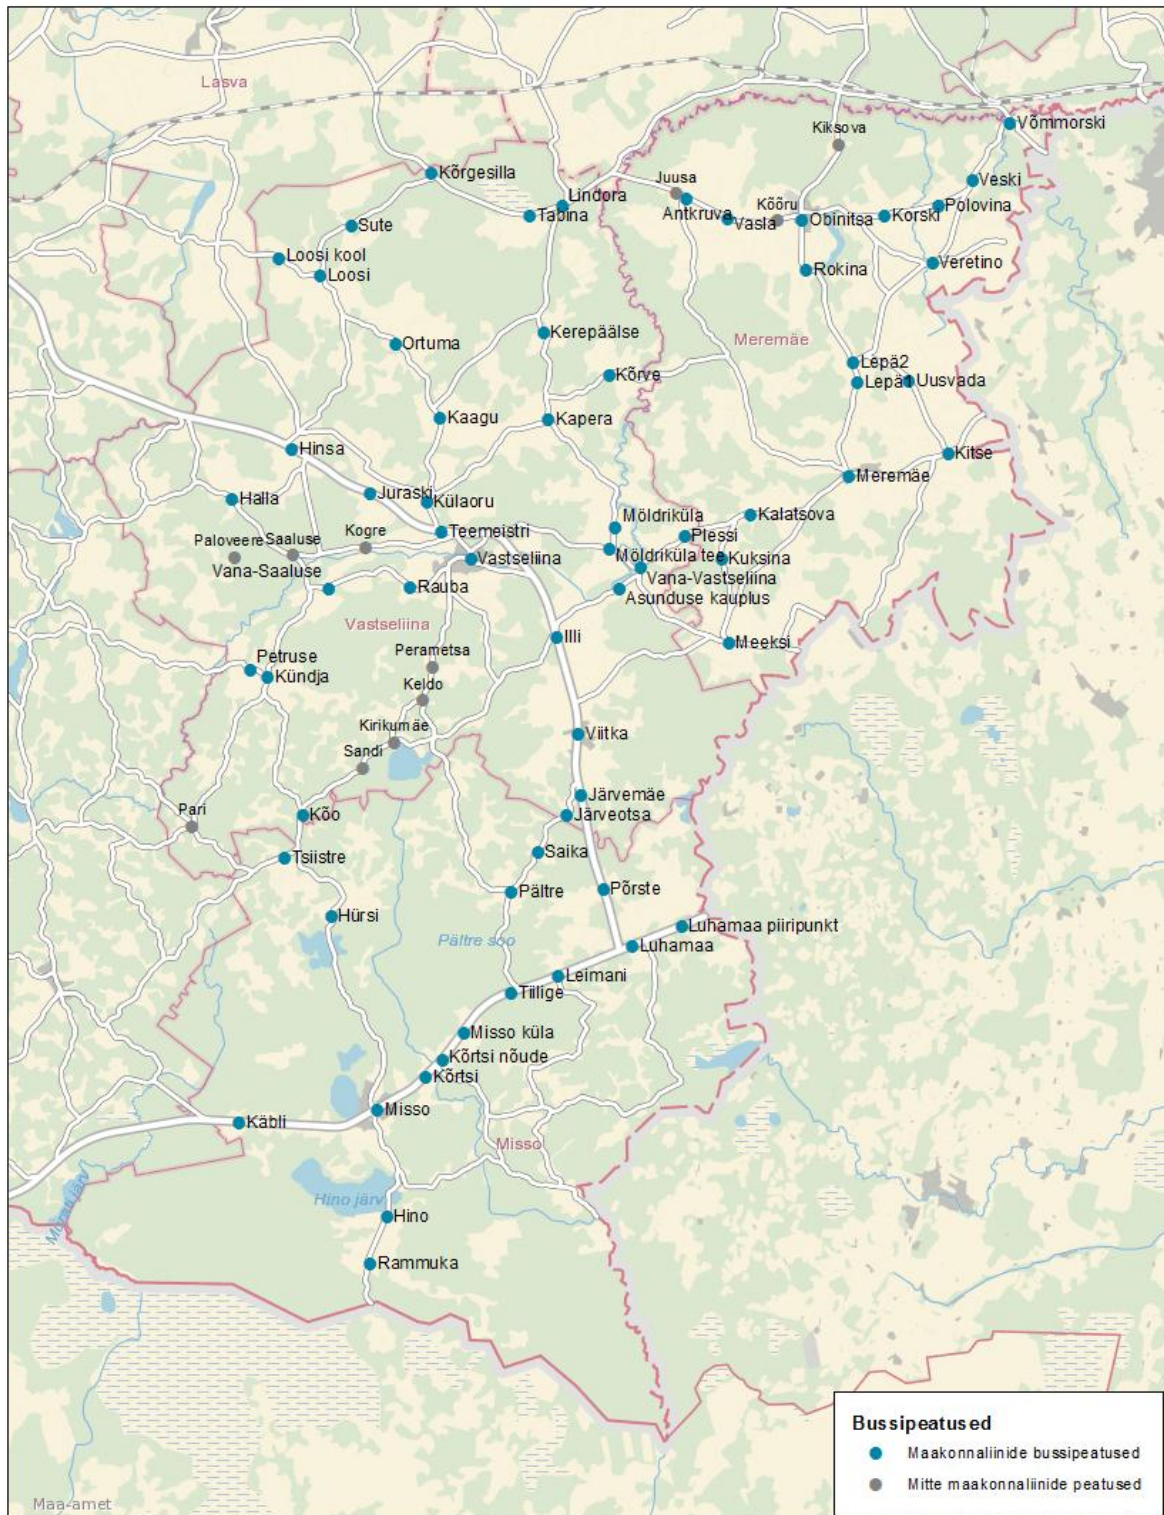 Lasva
Võmmorski
Kiksova
Kõrgesilla
Juusa
Veski
Lindora
Antkruva
Tabina
Vasla
Kõõru
Obinitsa
Korski
Polovina
Sute
Loosi kool
Loosi
Rokina
Veretino
Kerepäälse
Meremäe
Ortuma
Lepä2
Kõrve
Lepä1
Uusvada
Kaagu
Kapera
Hinsa
Kitse
Meremäe
Juraski
Halla
Külaoru
Kalatsova
Möldriküla
Teemeistri
Kogre
Plessi
Paloveere
Saaluse
Möldriküla tee
Vastseliina
Kuksina
Vana-Saaluse
Vana-Vastseliina
Rauba
Asunduse kauplus
Vastseliina
Illi
Meeksi
Perametsa
Petruse
Kündja
Keldo
Kirikumäe
Viitka
Sandi
Järvemäe
Pari
Kõo
Järveotsa
Saika
Tsiistre
Põrste
Pältre
Hürsi
Luhamaa piiripunkt
Pältre soo
Luhamaa
Leimani
Tiilige
Misso küla
Kõrtsi nõude
Kõrtsi
Misso
Käbli
Misso
Hino järv
Murati järv
Hino
Rammuka
Bussipeatused
Maakonnaliinide bussipeatused
Mitte maakonnaliinide peatused
Maa-amet